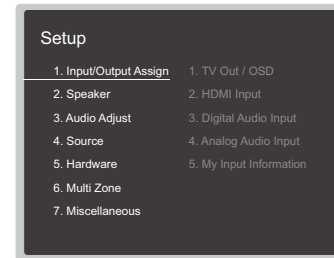 Setup
1. Input/Output Assign
2. Speaker
3. Audio Adjust
4. Source
5. Hardware
6. Multi Zone
7. Miscellaneous
1. TV Out / OSD
2. HDMI Input
3. Digital Audio Input
4. Analog Audio Input
5. My Input Information